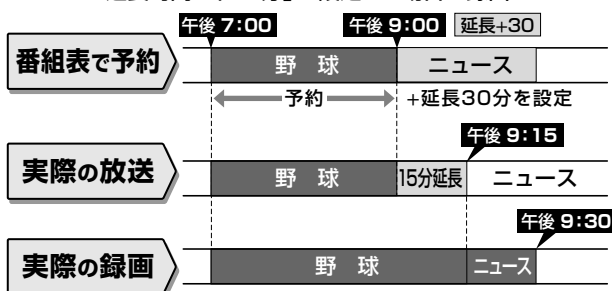 午後 7:00 午後 9:00 延長+30
番組表で予約 野 球 ニュース
予約 +延長30分を設定
午後 9:15
実際の放送 野 球 15分延長 ニュース
午後 9:30
実際の録画 野 球 ニュース